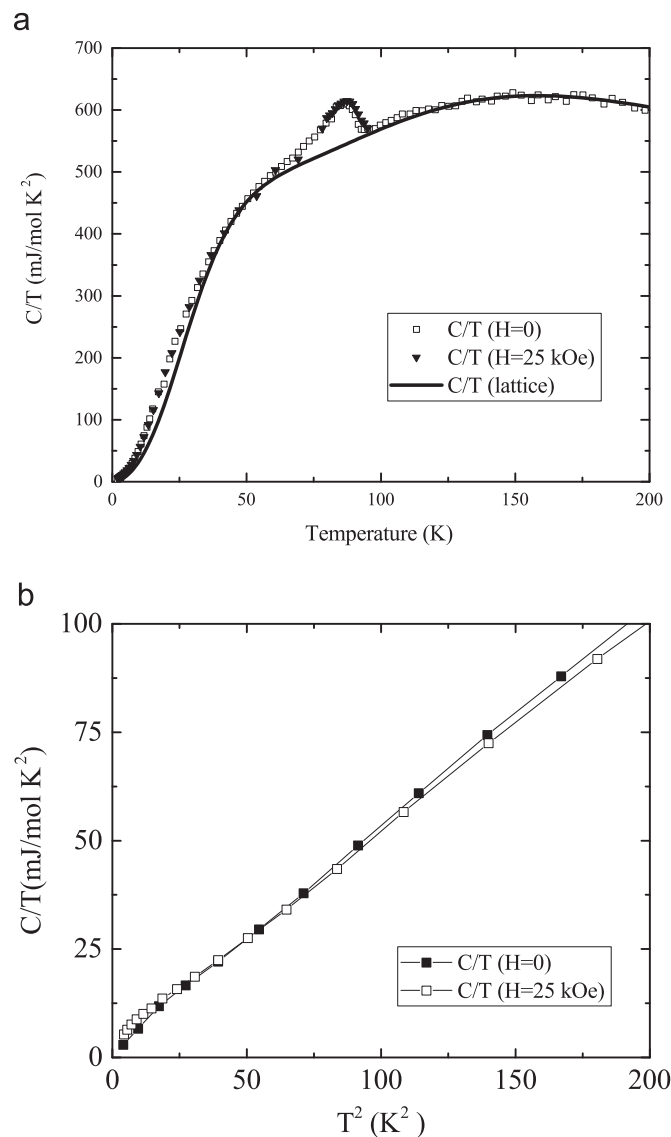 a
700
600
500
400
300
200
100
0
C/T (mJ/mol K²)
C/T (H=0)
C/T (H=25 kOe)
C/T (lattice)
0 50 100 150 200
Temperature (K)
b
100
75
50
25
0
C/T(mJ/mol K²)
C/T (H=0)
C/T (H=25 kOe)
0 50 100 150 200
T² (K²)